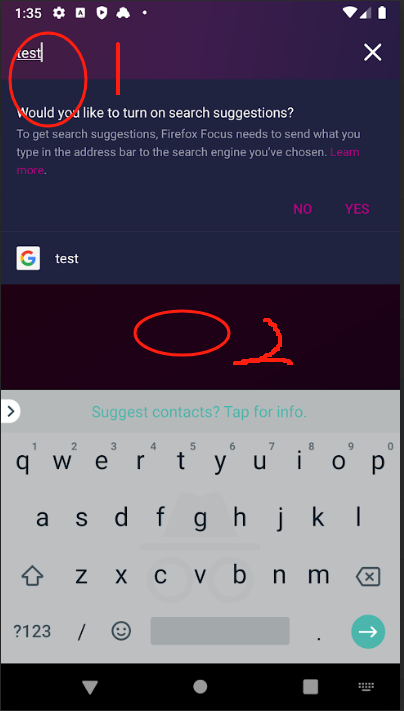 1:35
test
1
Would you like to turn on search suggestions?
To get search suggestions, Firefox Focus needs to send what you
type in the address bar to the search engine you've chosen. Learn
more.
NO YES
G test
2
Suggest contacts? Tap for info.
1 2 3 4 5 6 7 8 9 0
q w e r t y u i o p
a s d f g h j k l
z x c v b n m
?123 / .